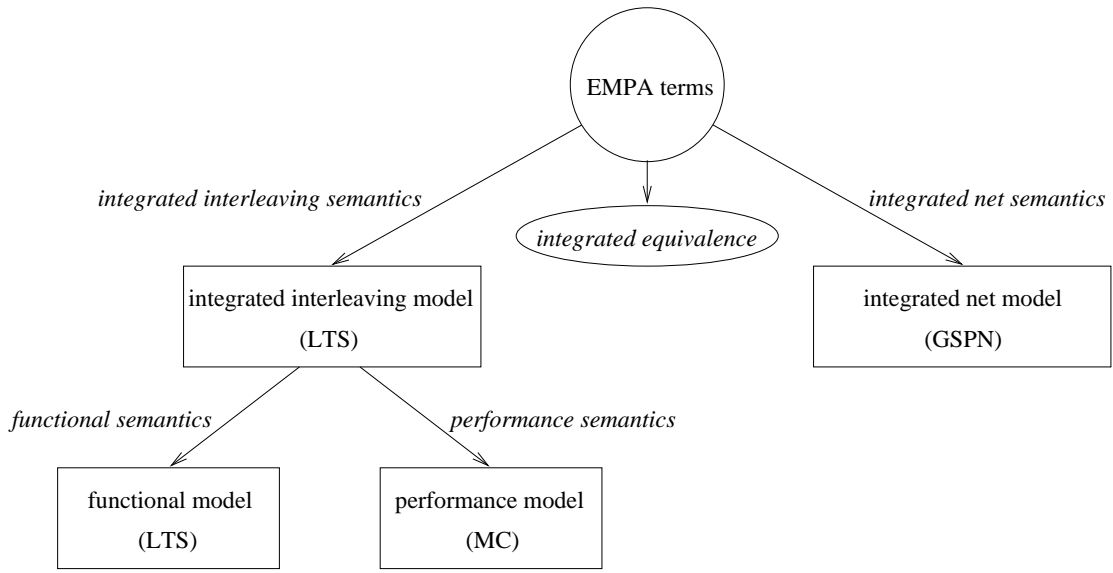 EMPA terms
integrated interleaving semantics
integrated net semantics
integrated equivalence
integrated interleaving model
(LTS)
integrated net model
(GSPN)
functional semantics
performance semantics
functional model
(LTS)
performance model
(MC)